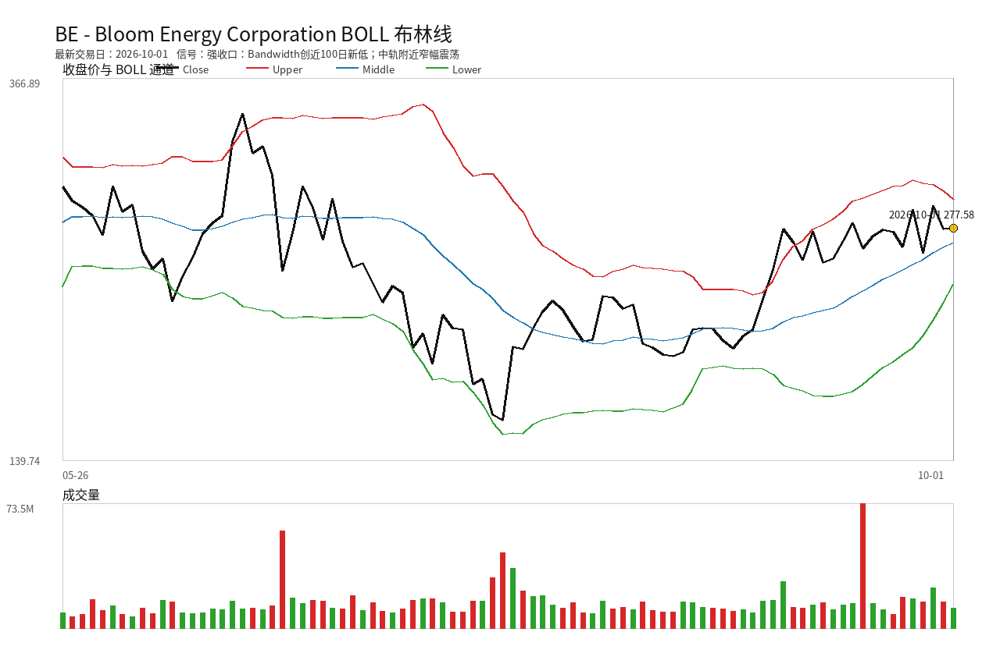 BE - Bloom Energy Corporation BOLL 布林线
最新交易日：2026-10-01 信号：强收口：Bandwidth创近100日新低；中轨附近窄幅震荡
收盘价与 BOLL 通道 Close Upper Middle Lower
366.89
2026-10-01 277.58
139.74
05-26 10-01
成交量
73.5M